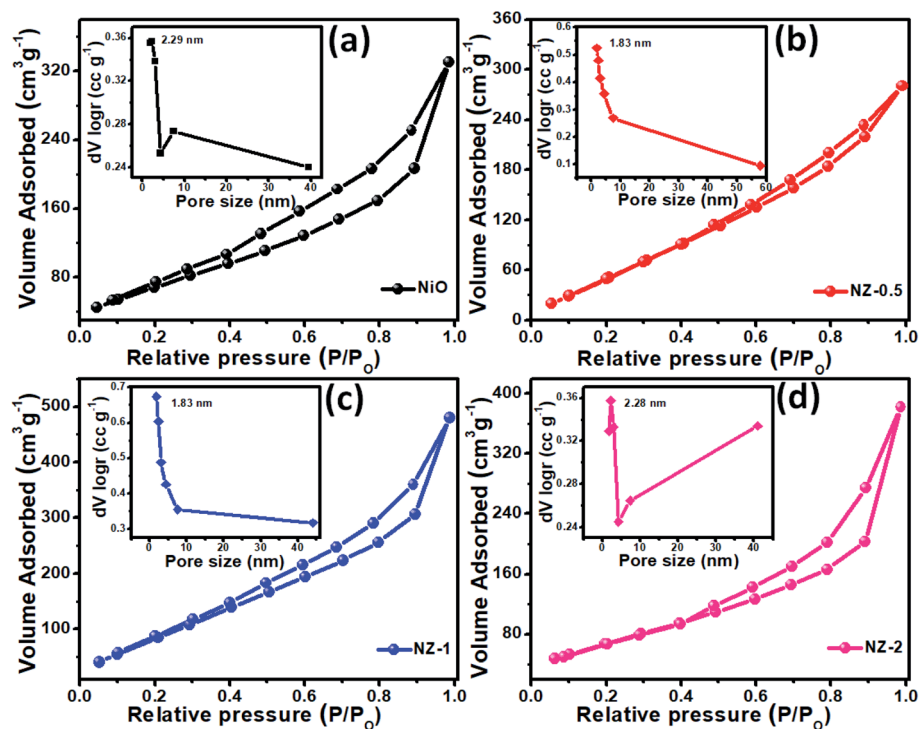 (a)
Volume Adsorbed (cm³g⁻¹)
320
240
160
80
0.0 0.2 0.4 0.6 0.8 1.0
Relative pressure (P/P₀)
NiO
2.29 nm
dV logr (cc g⁻¹)
0.36
0.32
0.28
0.24
0 10 20 30 40
Pore size (nm)
(b)
Volume Adsorbed (cm³g⁻¹)
360
300
240
180
120
60
0
0.0 0.2 0.4 0.6 0.8 1.0
Relative pressure (P/P₀)
NZ-0.5
1.83 nm
dV logr (cc g⁻¹)
0.6
0.5
0.4
0.3
0.2
0.1
0 10 20 30 40 50 60
Pore size (nm)
(c)
Volume Adsorbed (cm³g⁻¹)
500
400
300
200
100
0.0 0.2 0.4 0.6 0.8 1.0
Relative pressure (P/P₀)
NZ-1
1.83 nm
dV logr (cc g⁻¹)
0.7
0.6
0.5
0.4
0.3
0 10 20 30 40
Pore size (nm)
(d)
Volume Adsorbed (cm³g⁻¹)
400
320
240
160
80
0.0 0.2 0.4 0.6 0.8 1.0
Relative pressure (P/P₀)
NZ-2
2.28 nm
dV logr (cc g⁻¹)
0.36
0.32
0.28
0.24
0 10 20 30 40 50
Pore size (nm)